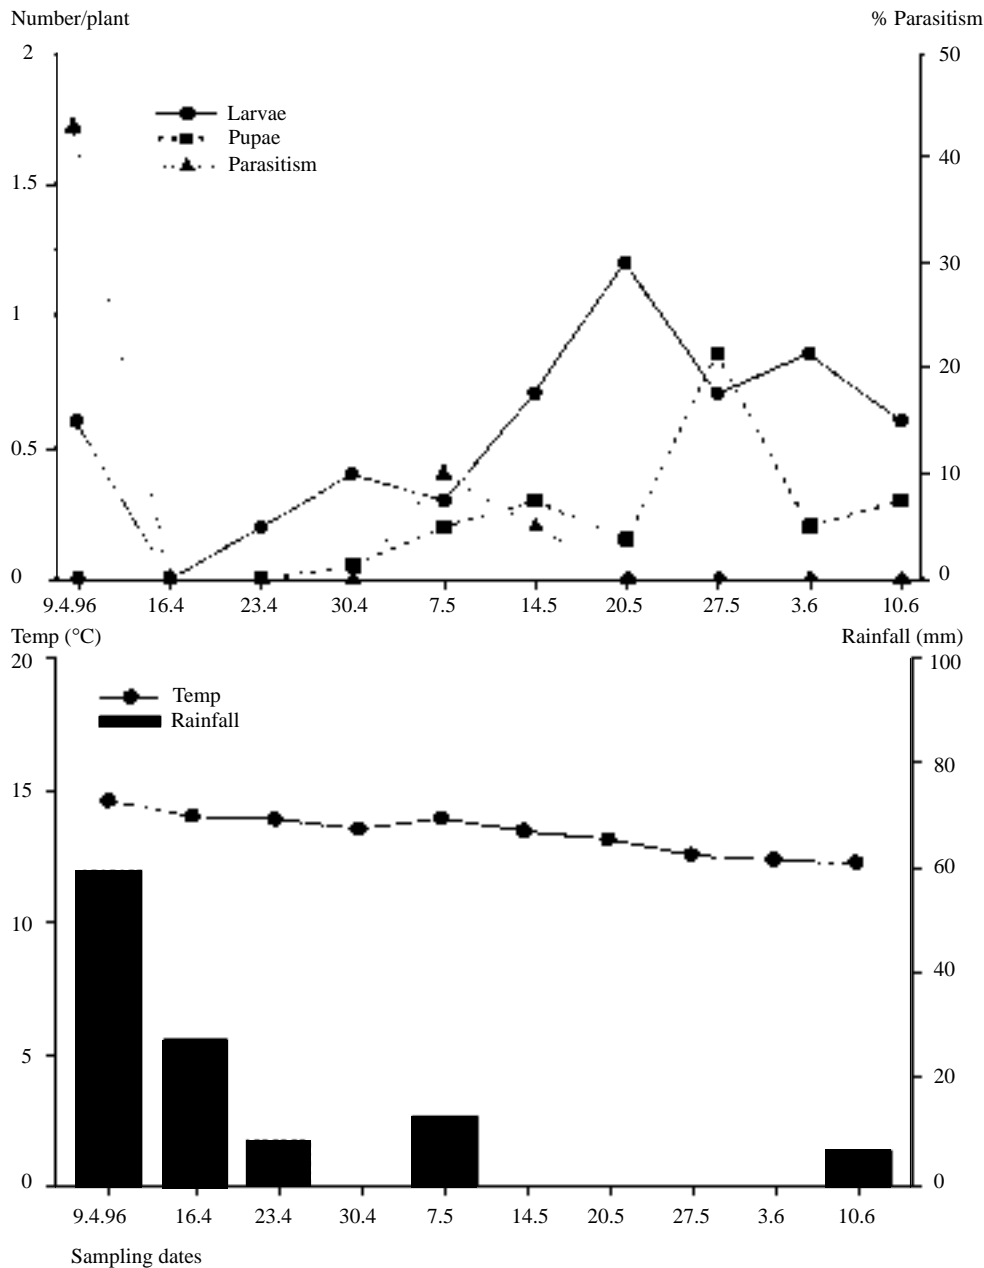 Number/plant % Parasitism
2 50
Larvae
Pupae
Parasitism
40
1.5
30
1
20
0.5
10
0 0
9.4.96 16.4 23.4 30.4 7.5 14.5 20.5 27.5 3.6 10.6
Temp (°C) Rainfall (mm)
20 100
Temp
Rainfall
80
15
60
10
40
5
20
0 0
9.4.96 16.4 23.4 30.4 7.5 14.5 20.5 27.5 3.6 10.6
Sampling dates